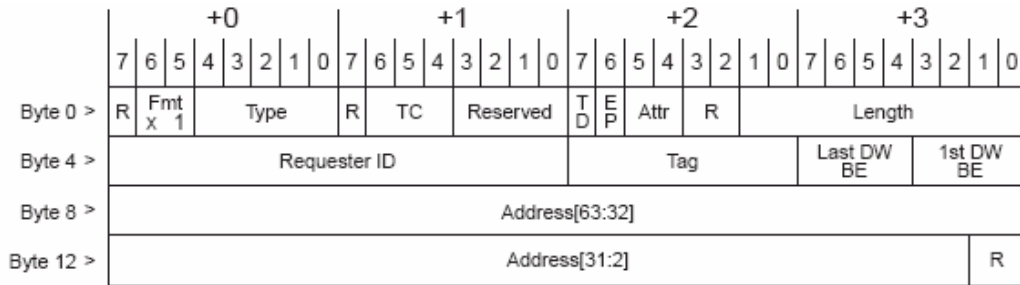 +0 +1 +2 +3
7 6 5 4 3 2 1 0 7 6 5 4 3 2 1 0 7 6 5 4 3 2 1 0 7 6 5 4 3 2 1 0
Byte 0 > R Fmt x 1 Type R TC Reserved TD EP Attr R Length
Byte 4 > Requester ID Tag Last DW BE 1st DW BE
Byte 8 > Address[63:32]
Byte 12 > Address[31:2] R